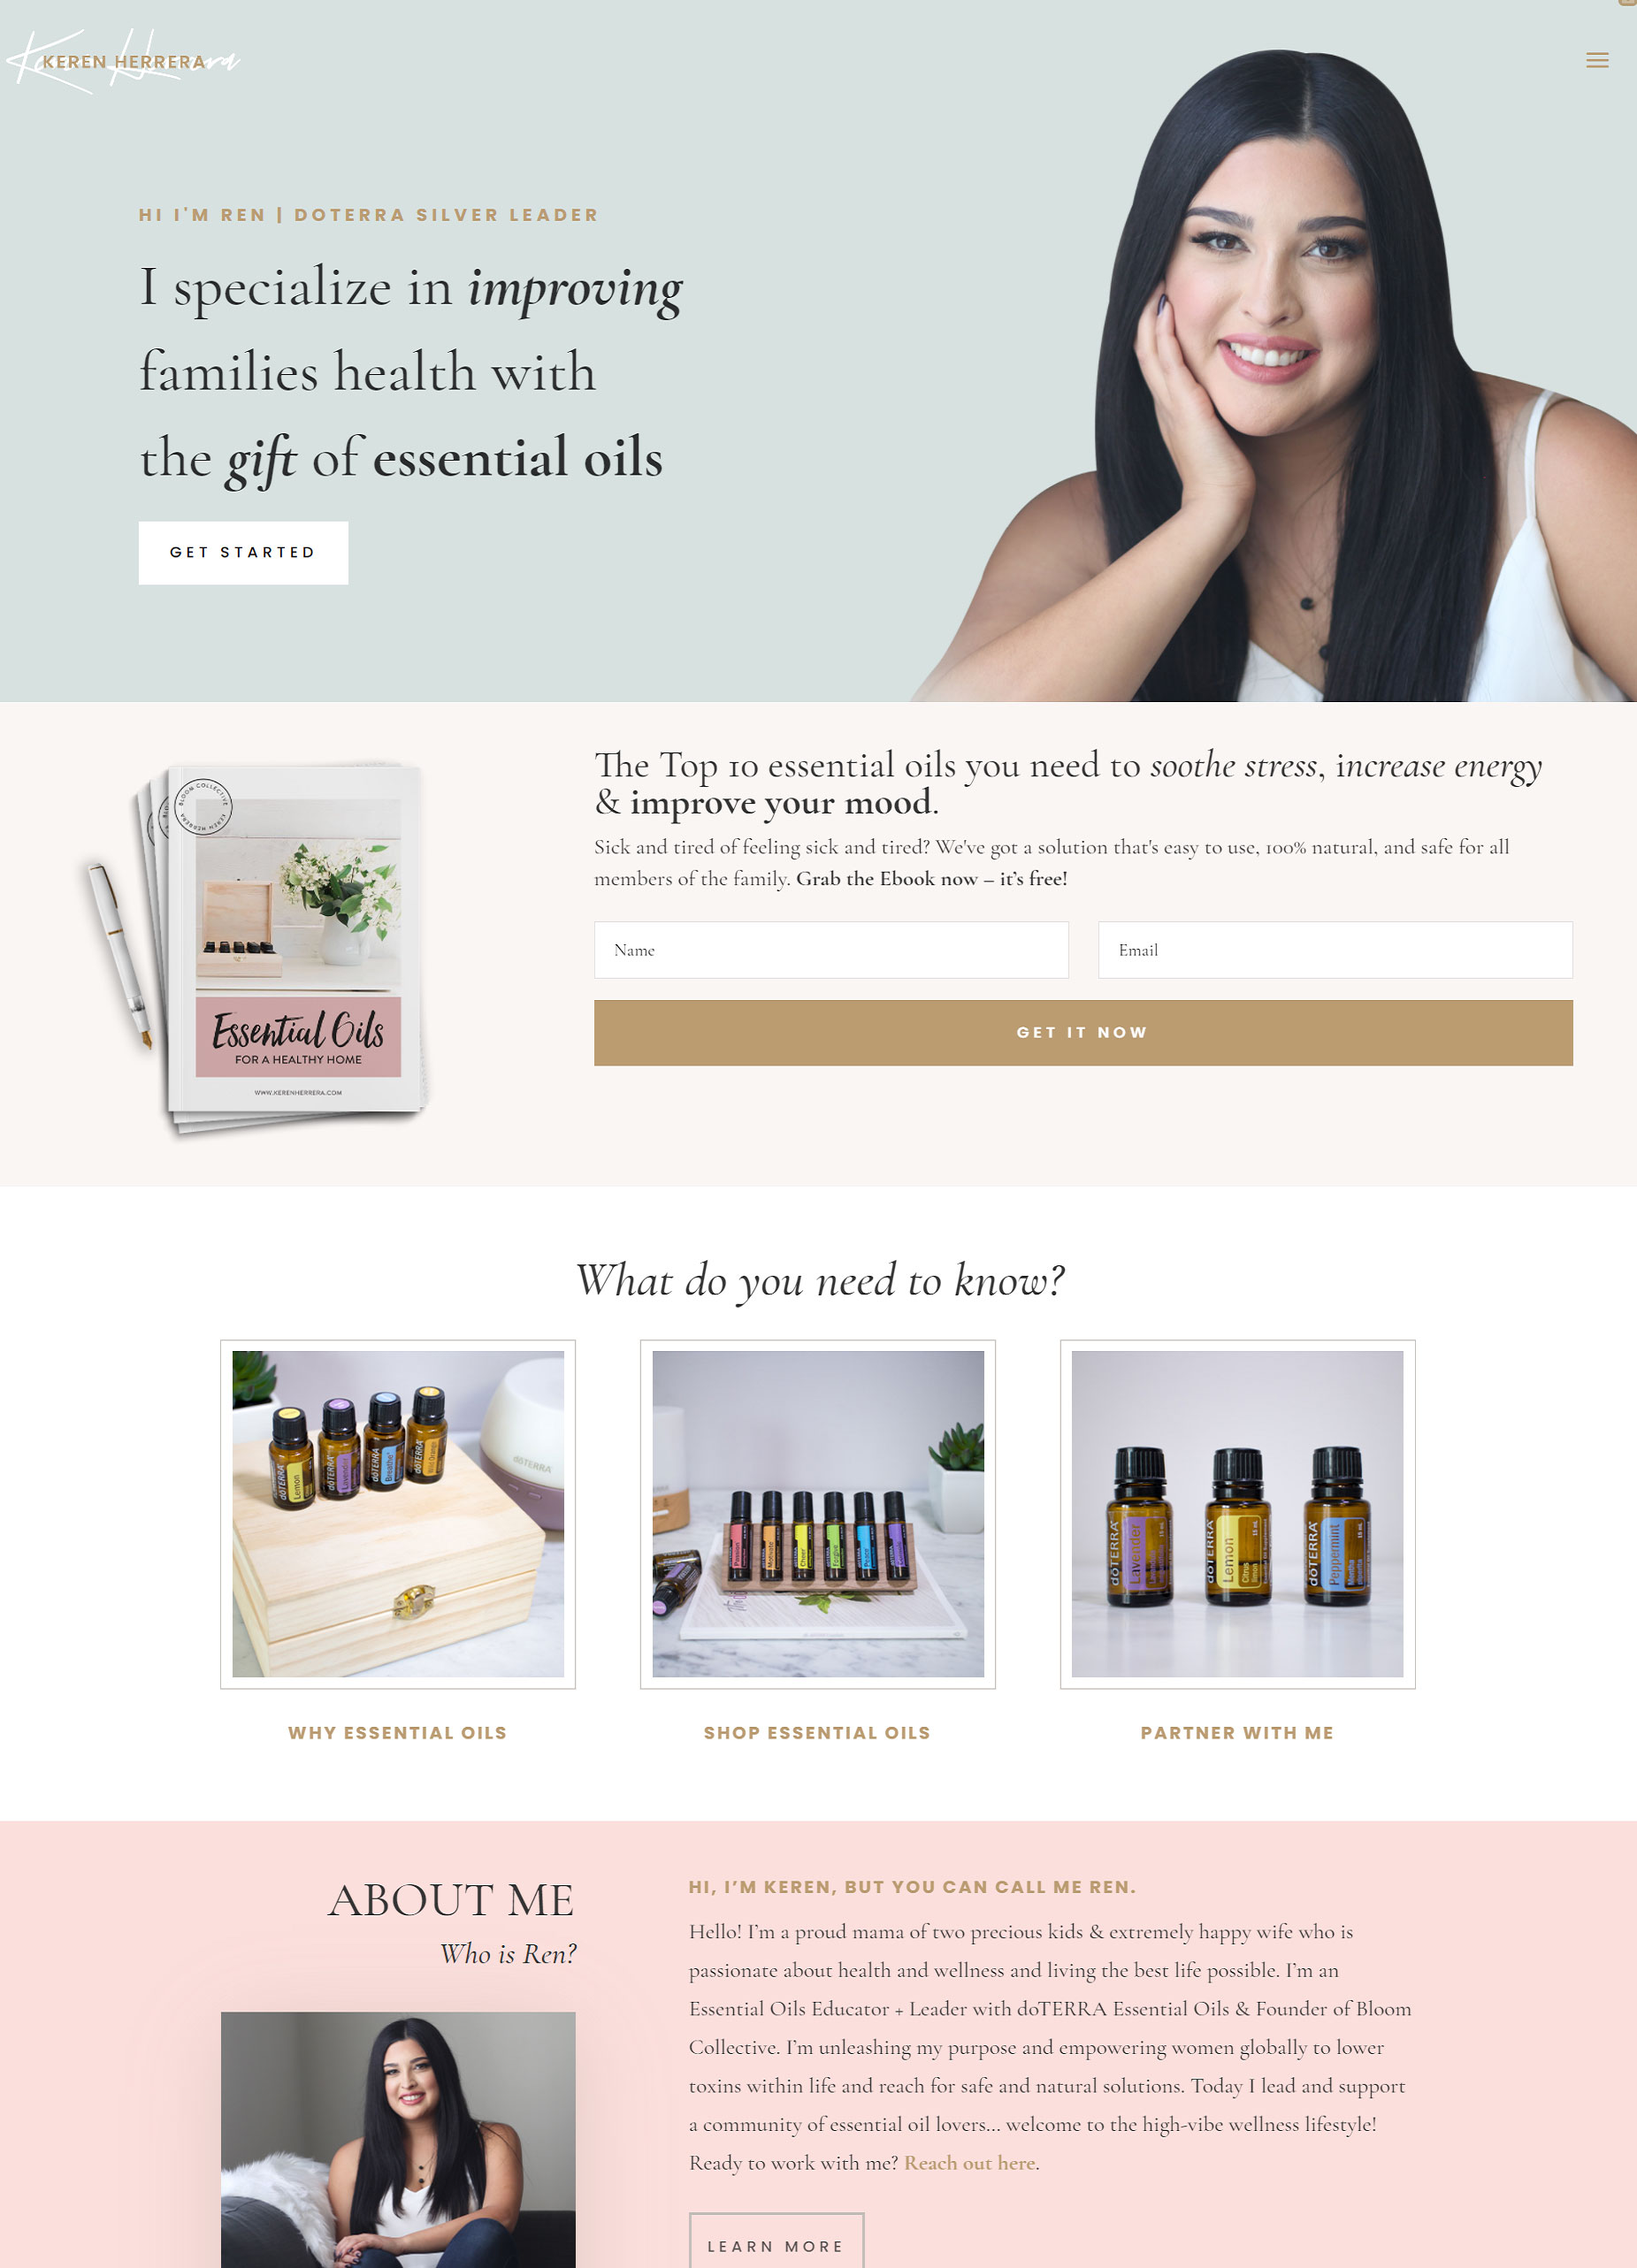 Keren Herrera
KEREN HERRERA
HI I'M REN | DOTERRA SILVER LEADER
I specialize in improving
families health with
the gift of essential oils
GET STARTED
BLOOM COLLECTIVE
KEREN HERRERA
Essential Oils
FOR A HEALTHY HOME
WWW.KERENHERRERA.COM
The Top 10 essential oils you need to soothe stress, increase energy
& improve your mood.
Sick and tired of feeling sick and tired? We've got a solution that's easy to use, 100% natural, and safe for all
members of the family. Grab the Ebook now – it’s free!
Name
Email
GET IT NOW
What do you need to know?
dōTERRA
Lemon
dōTERRA
Lavender
dōTERRA
Breathe
dōTERRA
Wild Orange
dōTERRA
Passion
Motivate
Cheer
Forgive
Peace
Console
dōTERRA
Lavender
dōTERRA
Lemon
dōTERRA
Peppermint
WHY ESSENTIAL OILS
SHOP ESSENTIAL OILS
PARTNER WITH ME
ABOUT ME
Who is Ren?
HI, I’M KEREN, BUT YOU CAN CALL ME REN.
Hello! I’m a proud mama of two precious kids & extremely happy wife who is
passionate about health and wellness and living the best life possible. I’m an
Essential Oils Educator + Leader with doTERRA Essential Oils & Founder of Bloom
Collective. I’m unleashing my purpose and empowering women globally to lower
toxins within life and reach for safe and natural solutions. Today I lead and support
a community of essential oil lovers… welcome to the high-vibe wellness lifestyle!
Ready to work with me? Reach out here.
LEARN MORE